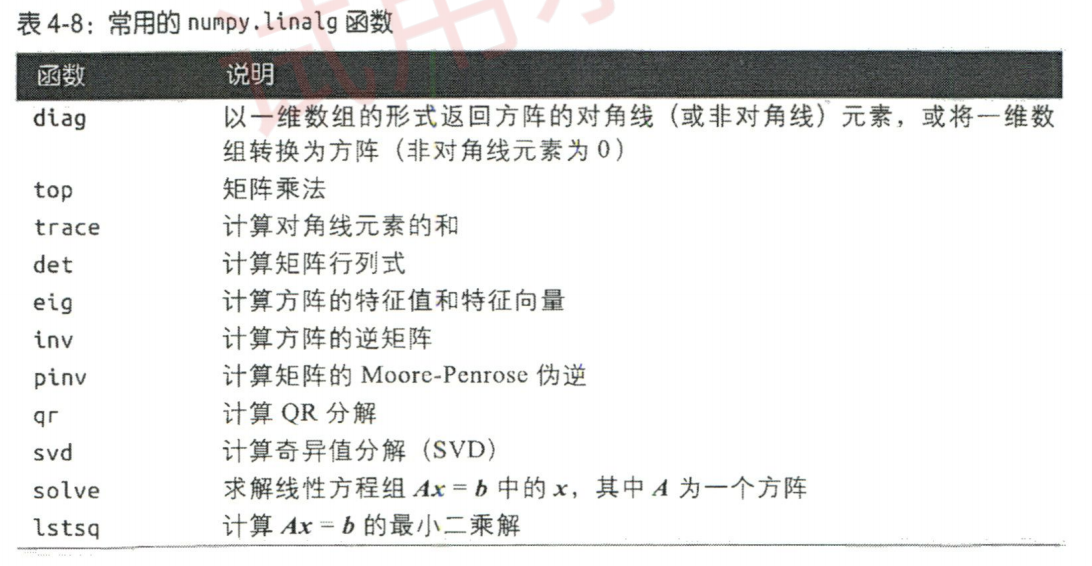 表 4-8：常用的 numpy.linalg 函数
函数 说明
diag 以一维数组的形式返回方阵的对角线（或非对角线）元素，或将一维数
组转换为方阵（非对角线元素为 0）
top 矩阵乘法
trace 计算对角线元素的和
det 计算矩阵行列式
eig 计算方阵的特征值和特征向量
inv 计算方阵的逆矩阵
pinv 计算矩阵的 Moore-Penrose 伪逆
qr 计算 QR 分解
svd 计算奇异值分解（SVD）
solve 求解线性方程组 Ax = b 中的 x，其中 A 为一个方阵
lstsq 计算 Ax = b 的最小二乘解
试用